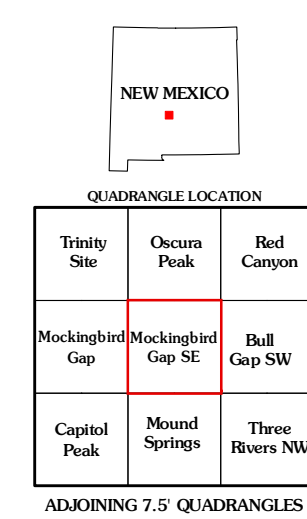 NEW MEXICO
QUADRANGLE LOCATION
Trinity
Site
Oscura
Peak
Red
Canyon
Mockingbird
Gap
Mockingbird
Gap SE
Bull
Gap SW
Capitol
Peak
Mound
Springs
Three
Rivers NW
ADJOINING 7.5' QUADRANGLES